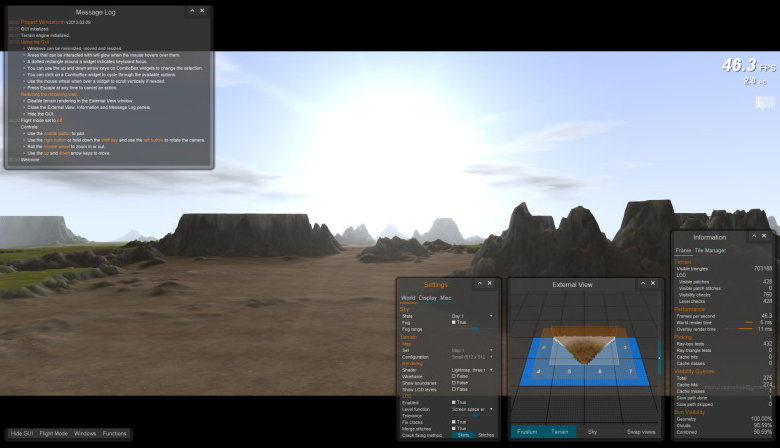 Message Log
Project Windstorm v2013.02.09
GUI initialized.
Terrain engine initialized.
Using the GUI
• Windows can be minimized, moved and resized.
• Areas that can be interacted with will glow when the mouse hovers over them.
• A dotted rectangle around a widget indicates keyboard focus.
• You can use the up and down arrow keys on ComboBox widgets to change the selection.
• You can click on a ComboBox widget to cycle through the available options.
• Use the mouse wheel when over a widget to scroll vertically if needed.
• Press Escape at any time to cancel an action.
Reducing the rendering load
• Disable terrain rendering in the External View window.
• Close the External View, Information and Message Log panels.
• Hide the GUI.
Flight mode set to off
Controls:
• Use the middle button to pan.
• Use the right button or hold down the shift key and use the left button to rotate the camera.
• Roll the mouse wheel to zoom in or out.
• Use the up and down arrow keys to move.
Welcome
46.3 FPS
2.6 MB
Settings
World Display Misc
Sky
State Day 1
Fog True
Fog range
Terrain
Map
Set Map 1
Configuration Small (512 x 512
Rendering
Shader Lightmap, three l
Wireframe False
Show boundaries False
Show LOD levels False
LOD
Enabled True
Level function Screen space er
Tolerance
Fix cracks True
Merge stitches True
Crack fixing method Skirts Stitches
External View
4 5 6 7
Frustum Terrain Sky Swap views
Information
Frame Tile Manager
Terrain
Visible triangles 703188
LOD
Visible patches 429
Visible patch stitches 0
Visibility checks 760
Level checks 428
Performance
Frames per second 46.3
World render time 5 ms
Overlay render time 11 ms
Picking
Ray-box tests 432
Ray-triangle tests 0
Cache hits 0
Cache misses 0
Visibility Queries
Total 275
Cache hits 274
Cache misses 1
Slow path done 1
Slow path skipped 0
Sun Visibility
Geometry 100.00%
Clouds 90.59%
Combined 90.59%
Hide GUI Flight Mode Windows Functions